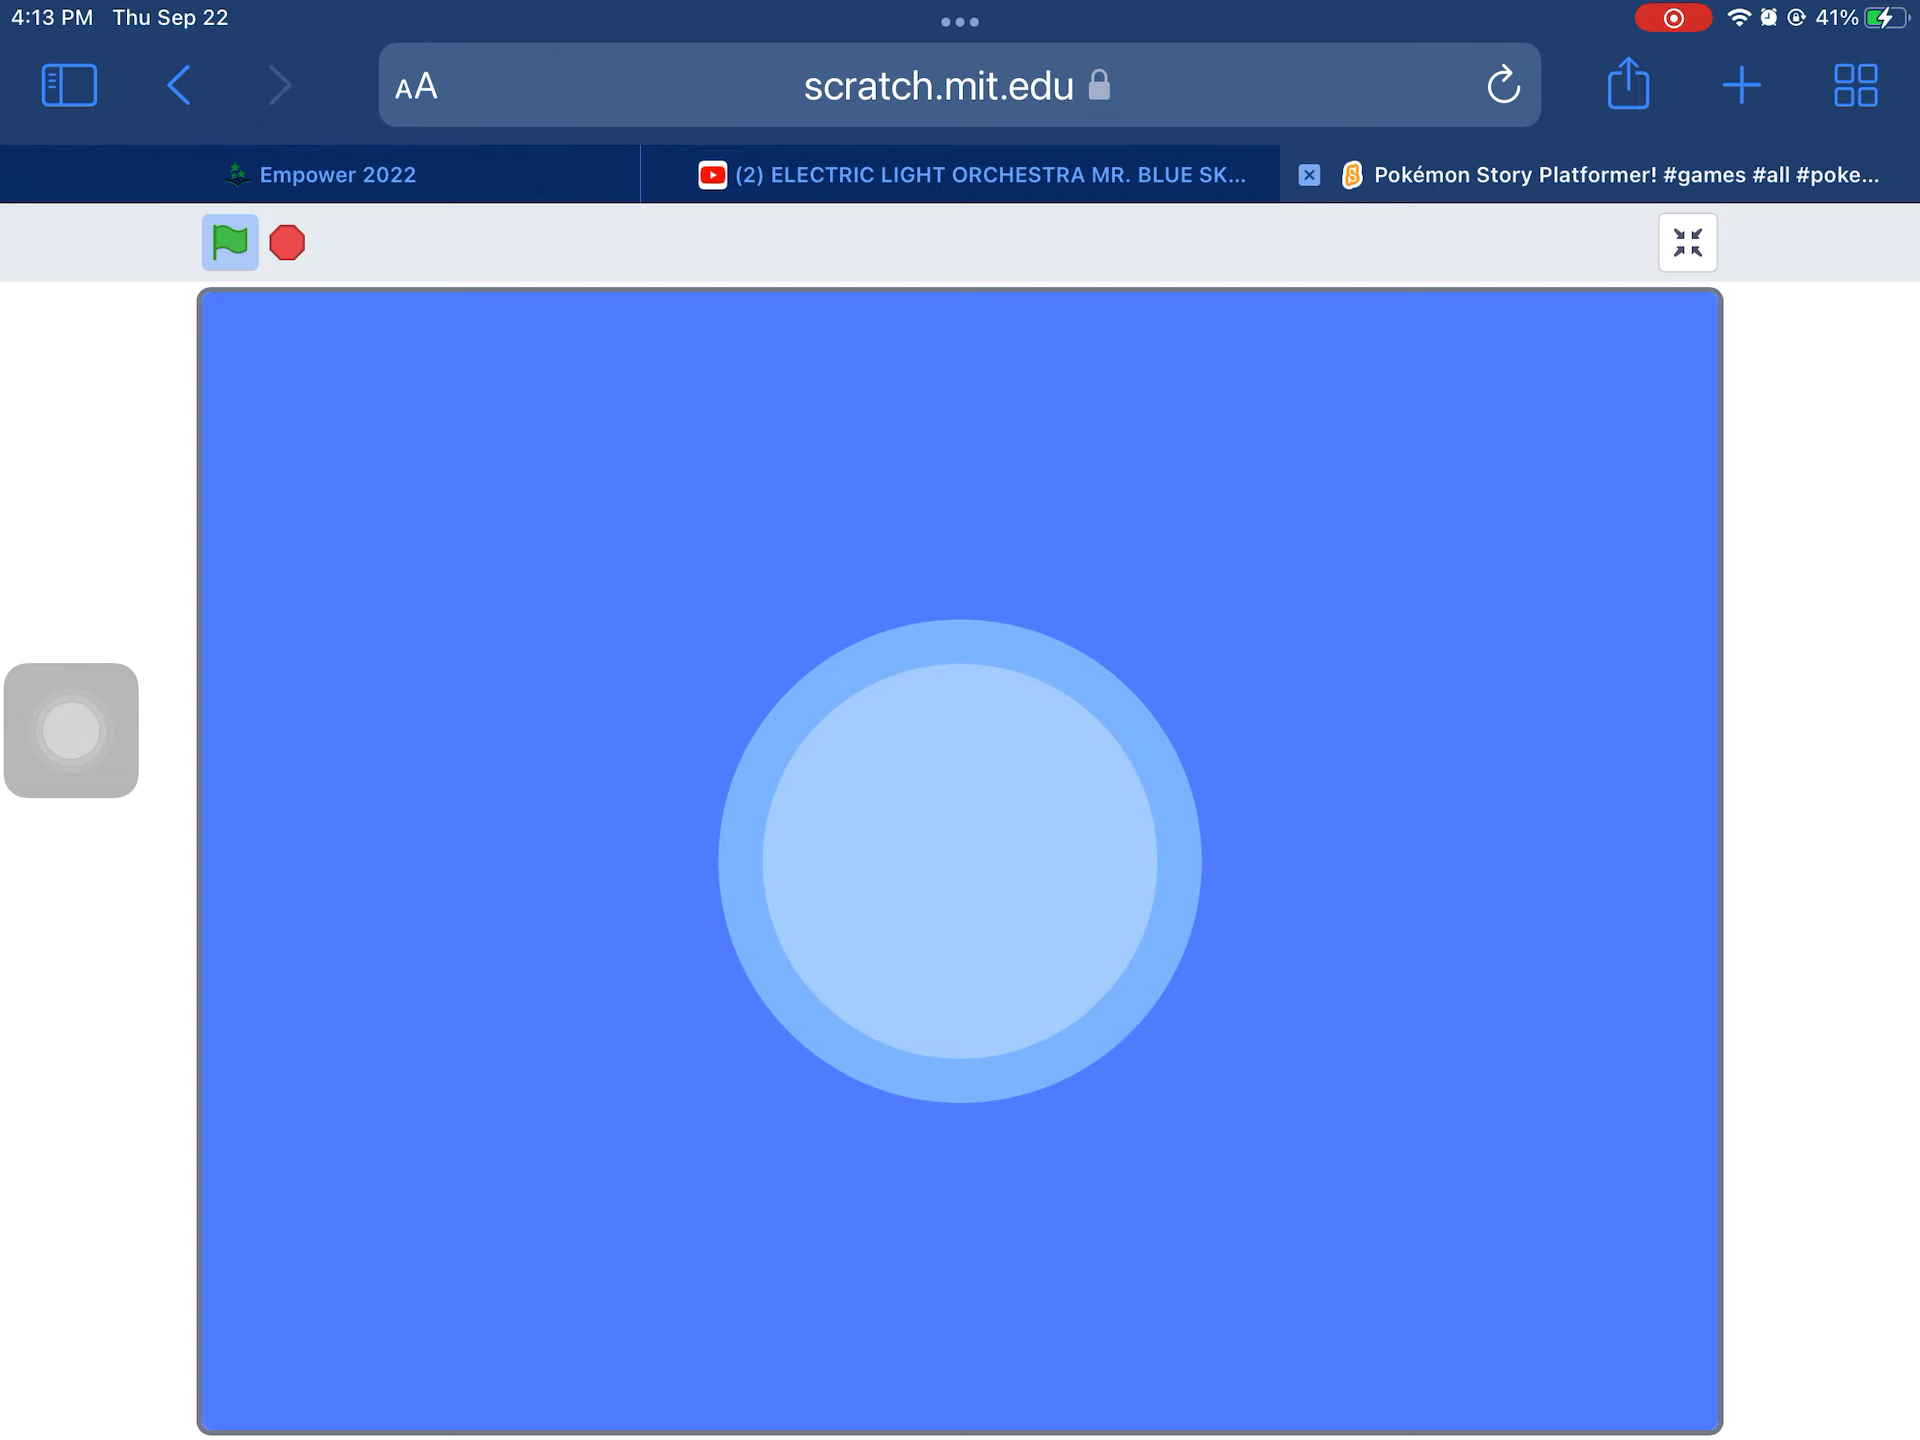 4:13 PM Thu Sep 22
41%
AA
scratch.mit.edu
Empower 2022
(2) ELECTRIC LIGHT ORCHESTRA MR. BLUE SK...
Pokémon Story Platformer! #games #all #poke...